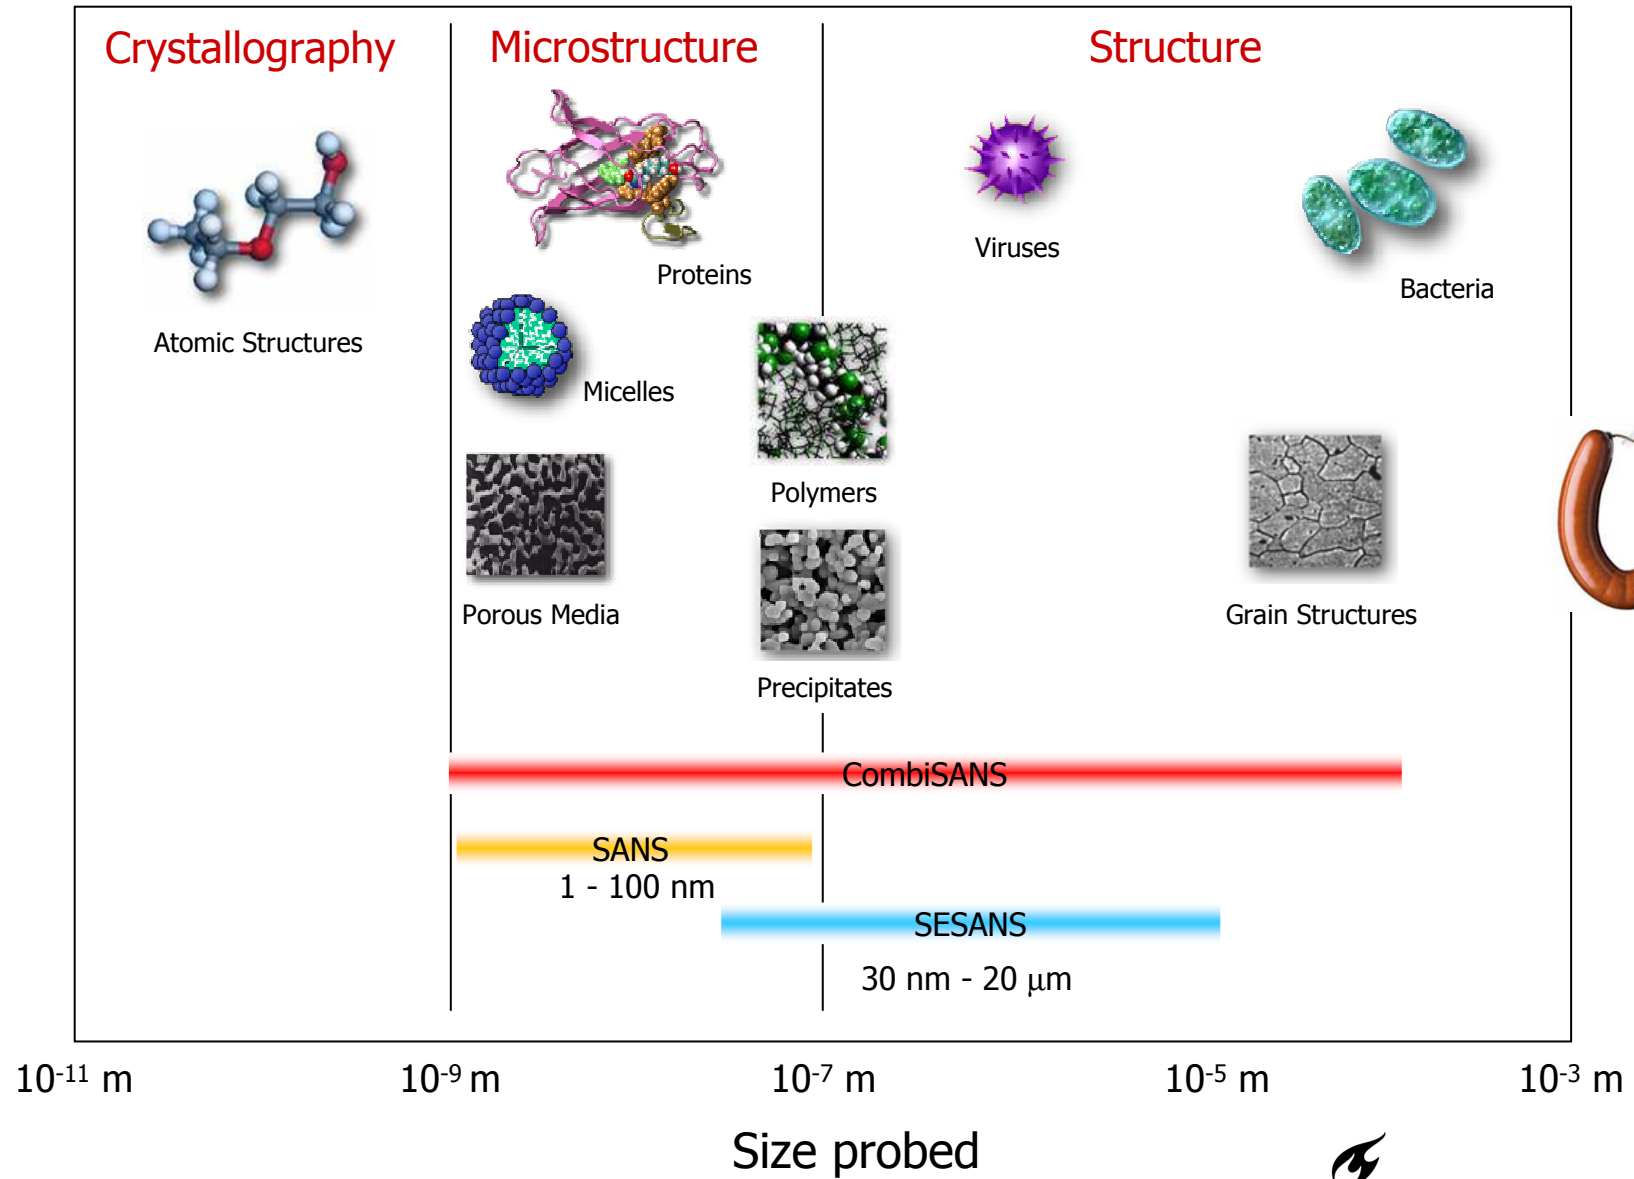 Crystallography
Microstructure
Structure
Proteins
Viruses
Bacteria
Atomic Structures
Micelles
Polymers
Porous Media
Grain Structures
Precipitates
CombiSANS
SANS
1 - 100 nm
SESANS
30 nm - 20 μm
10⁻¹¹ m
10⁻⁹ m
10⁻⁷ m
10⁻⁵ m
10⁻³ m
Size probed